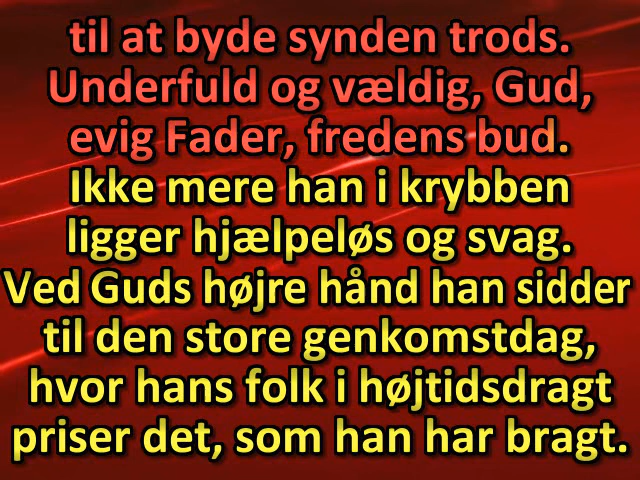 til at byde synden trods.
Underfuld og vældig, Gud,
evig Fader, fredens bud.
Ikke mere han i krybben
ligger hjælpeløs og svag.
Ved Guds højre hånd han sidder
til den store genkomstdag,
hvor hans folk i højtidsdragt
priser det, som han har bragt.